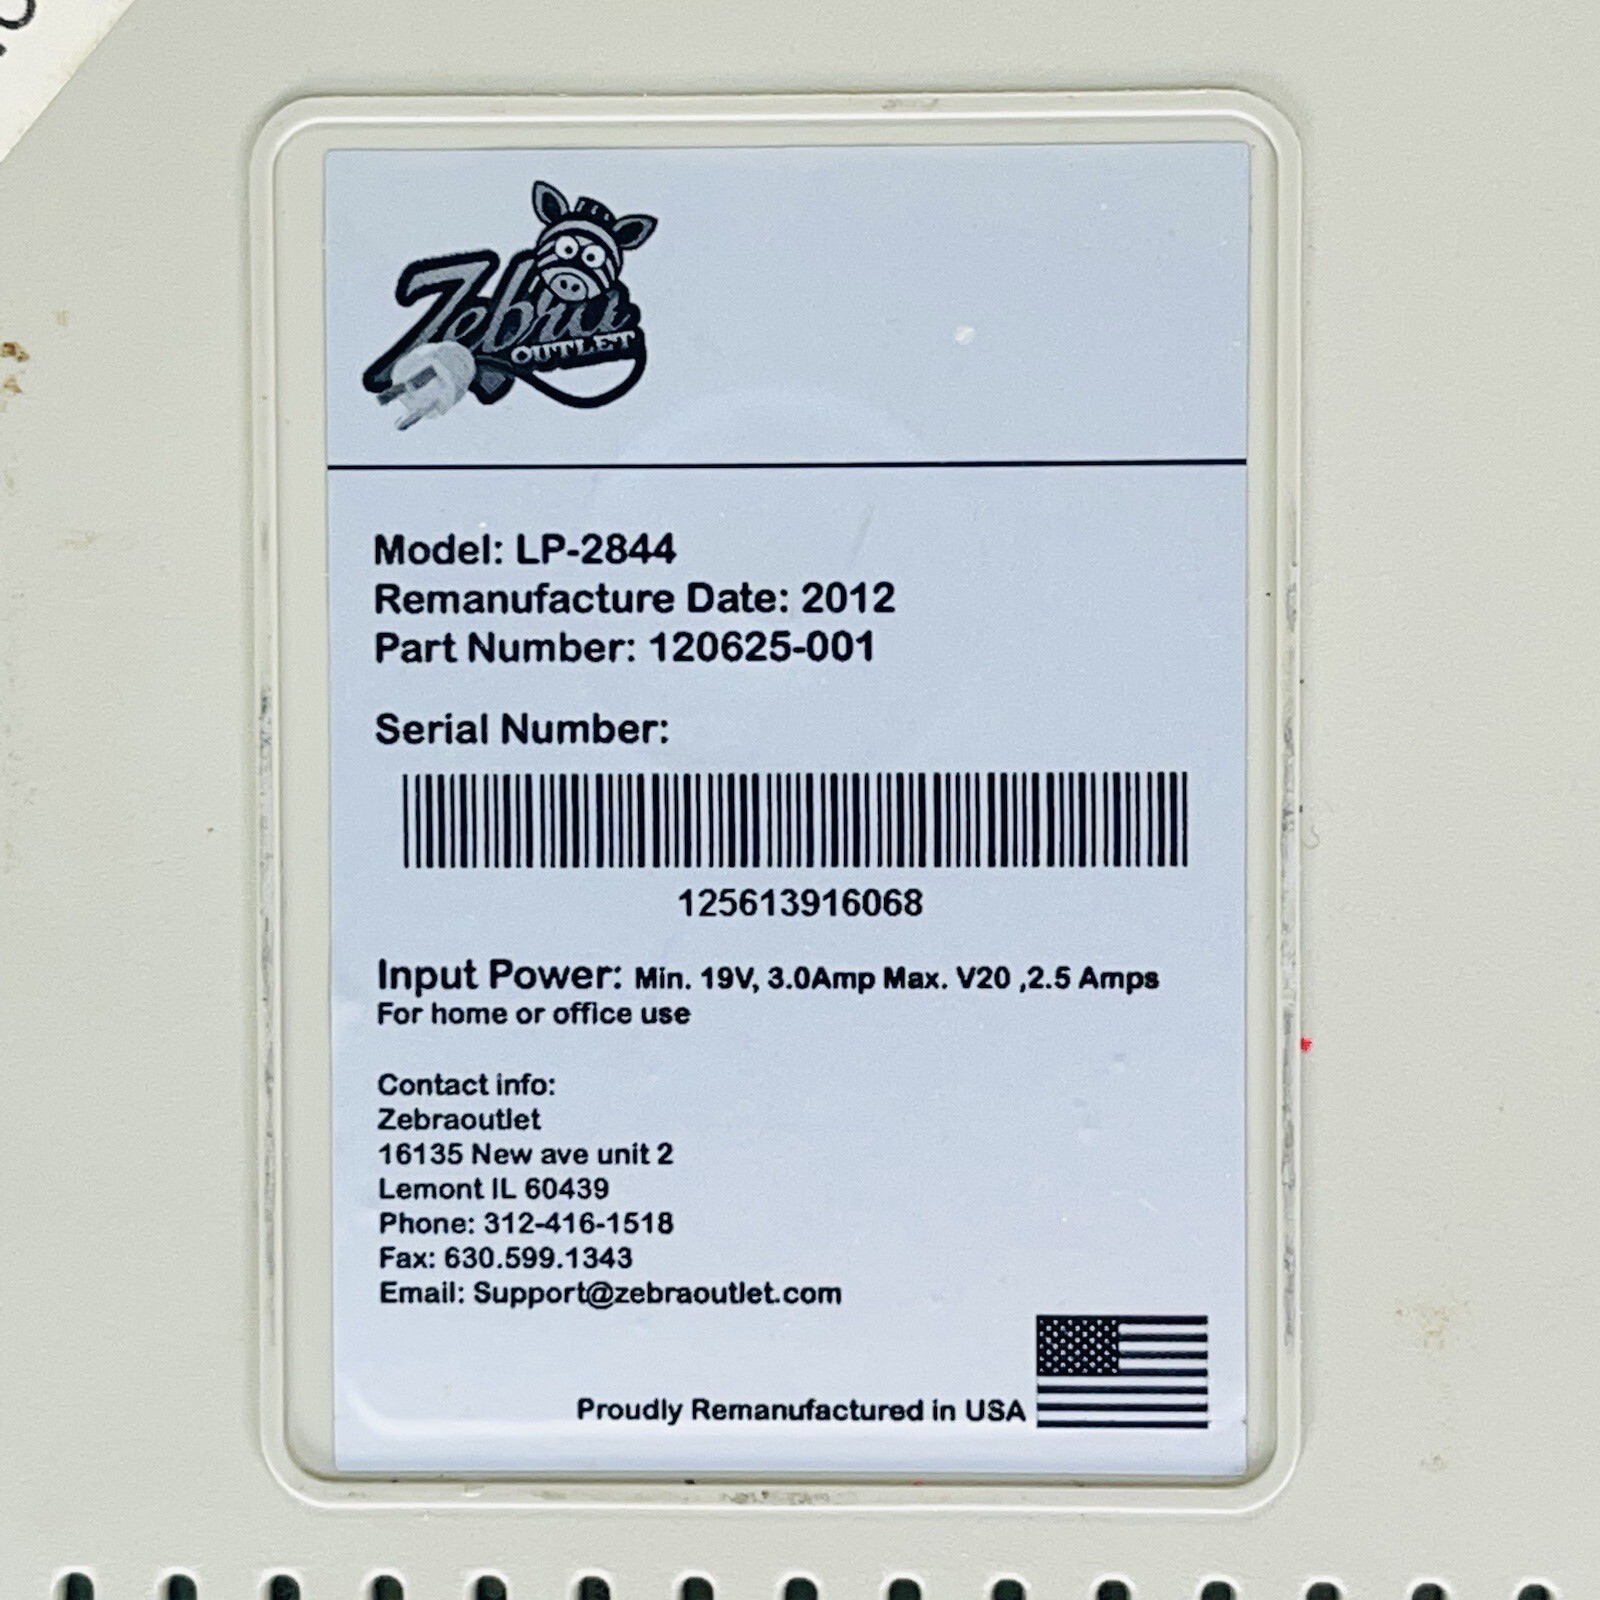 Zebra
OUTLET
Model: LP-2844
Remanufacture Date: 2012
Part Number: 120625-001
Serial Number:
125613916068
Input Power: Min. 19V, 3.0Amp Max. V20 ,2.5 Amps
For home or office use
Contact info:
Zebraoutlet
16135 New ave unit 2
Lemont IL 60439
Phone: 312-416-1518
Fax: 630.599.1343
Email: Support@zebraoutlet.com
Proudly Remanufactured in USA